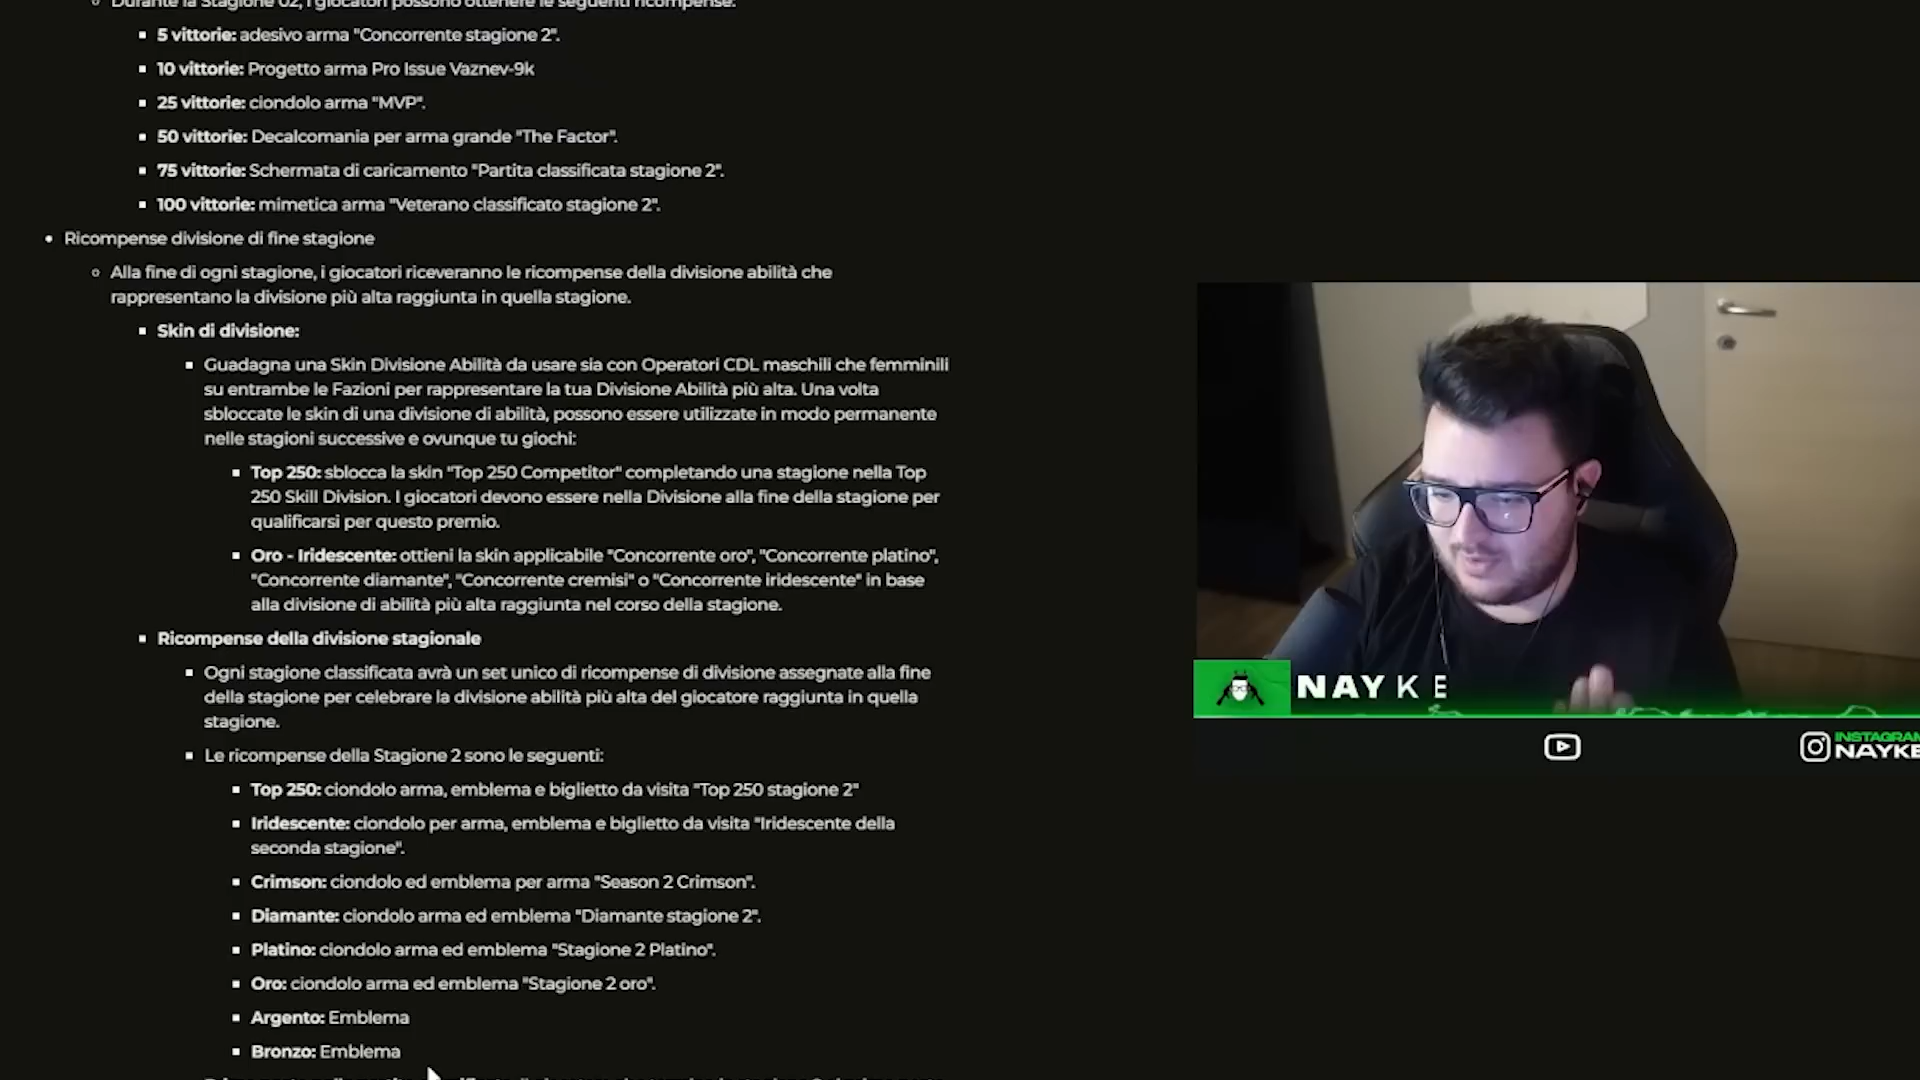 Durante la Stagione 02, i giocatori possono ottenere le seguenti ricompense:
5 vittorie: adesivo arma "Concorrente stagione 2".
10 vittorie: Progetto arma Pro Issue Vaznev-9k
25 vittorie: ciondolo arma "MVP".
50 vittorie: Decalcomania per arma grande "The Factor".
75 vittorie: Schermata di caricamento "Partita classificata stagione 2".
100 vittorie: mimetica arma "Veterano classificato stagione 2".
Ricompense divisione di fine stagione
Alla fine di ogni stagione, i giocatori riceveranno le ricompense della divisione abilità che
rappresentano la divisione più alta raggiunta in quella stagione.
Skin di divisione:
Guadagna una Skin Divisione Abilità da usare sia con Operatori CDL maschili che femminili
su entrambe le Fazioni per rappresentare la tua Divisione Abilità più alta. Una volta
sbloccate le skin di una divisione di abilità, possono essere utilizzate in modo permanente
nelle stagioni successive e ovunque tu giochi:
Top 250: sblocca la skin "Top 250 Competitor" completando una stagione nella Top
250 Skill Division. I giocatori devono essere nella Divisione alla fine della stagione per
qualificarsi per questo premio.
Oro - Iridescente: ottieni la skin applicabile "Concorrente oro", "Concorrente platino",
"Concorrente diamante", "Concorrente cremisi" o "Concorrente iridescente" in base
alla divisione di abilità più alta raggiunta nel corso della stagione.
Ricompense della divisione stagionale
Ogni stagione classificata avrà un set unico di ricompense di divisione assegnate alla fine
della stagione per celebrare la divisione abilità più alta del giocatore raggiunta in quella
stagione.
Le ricompense della Stagione 2 sono le seguenti:
Top 250: ciondolo arma, emblema e biglietto da visita "Top 250 stagione 2"
Iridescente: ciondolo per arma, emblema e biglietto da visita "Iridescente della
seconda stagione".
Crimson: ciondolo ed emblema per arma "Season 2 Crimson".
Diamante: ciondolo arma ed emblema "Diamante stagione 2".
Platino: ciondolo arma ed emblema "Stagione 2 Platino".
Oro: ciondolo arma ed emblema "Stagione 2 oro".
Argento: Emblema
Bronzo: Emblema
NAYKE
INSTAGRAM
NAYKE